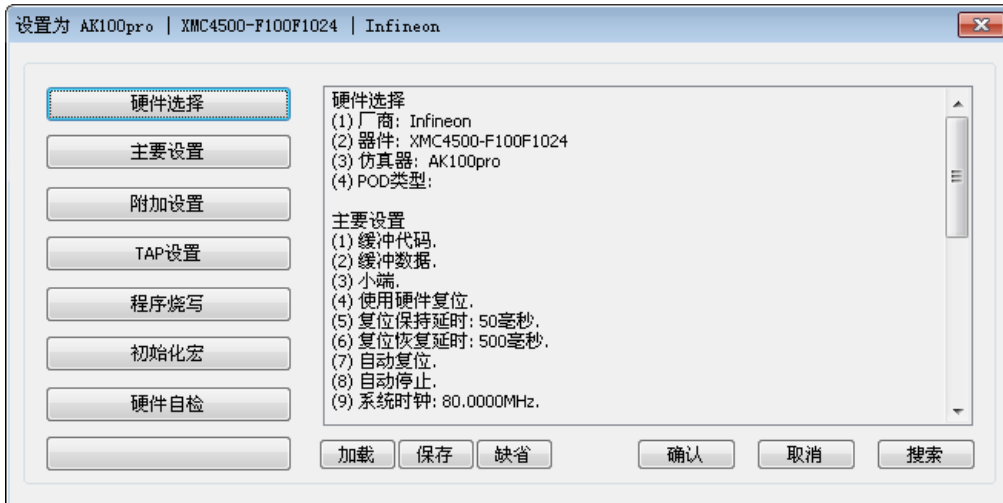 设置为 AK100pro | XMC4500-F100F1024 | Infineon
硬件选择
主要设置
附加设置
TAP设置
程序烧写
初始化宏
硬件自检
硬件选择
(1) 厂商: Infineon
(2) 器件: XMC4500-F100F1024
(3) 仿真器: AK100pro
(4) POD类型:
主要设置
(1) 缓冲代码.
(2) 缓冲数据.
(3) 小端.
(4) 使用硬件复位.
(5) 复位保持延时: 50毫秒.
(6) 复位恢复延时: 500毫秒.
(7) 自动复位.
(8) 自动停止.
(9) 系统时钟: 80.0000MHz.
加载 保存 缺省 确认 取消 搜索